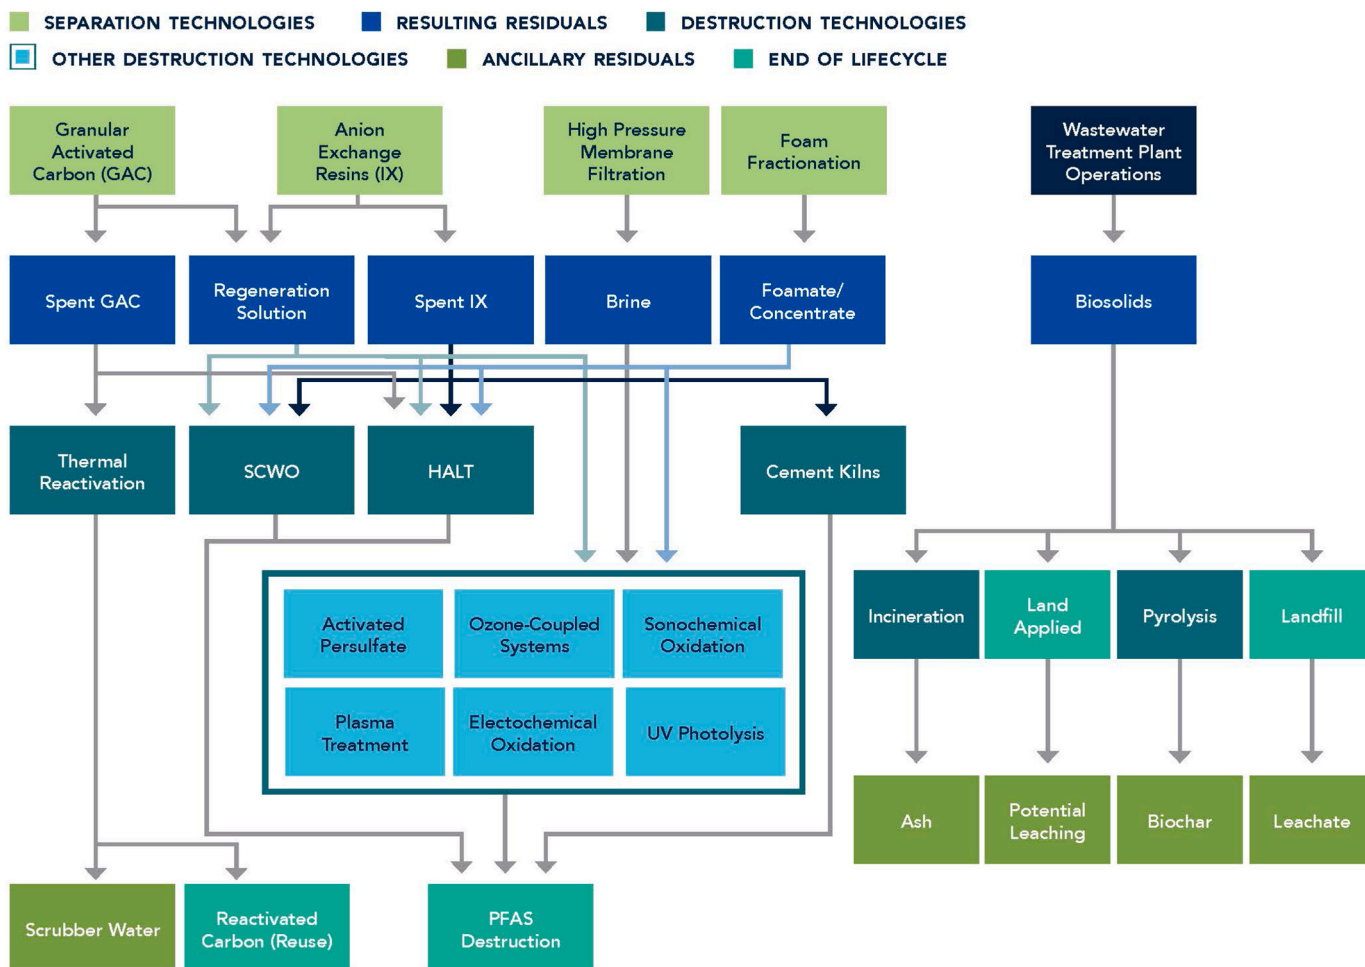 SEPARATION TECHNOLOGIES
RESULTING RESIDUALS
DESTRUCTION TECHNOLOGIES
OTHER DESTRUCTION TECHNOLOGIES
ANCILLARY RESIDUALS
END OF LIFECYCLE
Granular
Activated
Carbon (GAC)
Anion
Exchange
Resins (IX)
High Pressure
Membrane
Filtration
Foam
Fractionation
Wastewater
Treatment Plant
Operations
Spent GAC
Regeneration
Solution
Spent IX
Brine
Foamate/
Concentrate
Biosolids
Thermal
Reactivation
SCWO
HALT
Cement Kilns
Incineration
Land
Applied
Pyrolysis
Landfill
Activated
Persulfate
Ozone-Coupled
Systems
Sonochemical
Oxidation
Plasma
Treatment
Electochemical
Oxidation
UV Photolysis
Ash
Potential
Leaching
Biochar
Leachate
Scrubber Water
Reactivated
Carbon (Reuse)
PFAS
Destruction